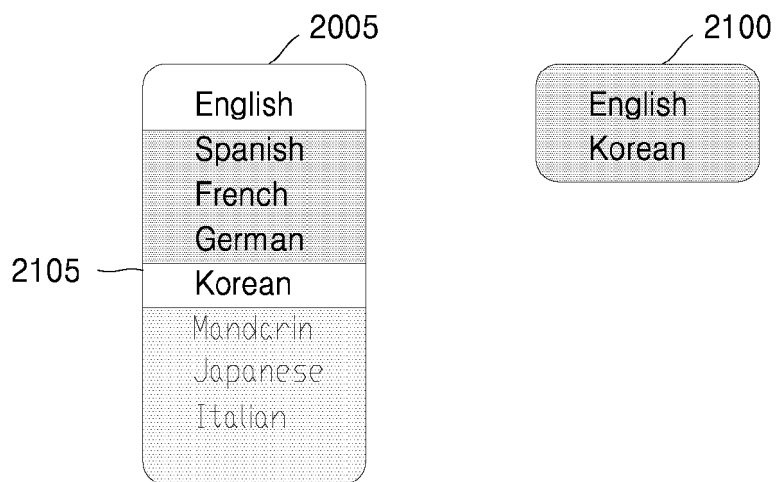 2005
English
Spanish
French
German
2105
Korean
Mandarin
Japanese
Italian
2100
English
Korean